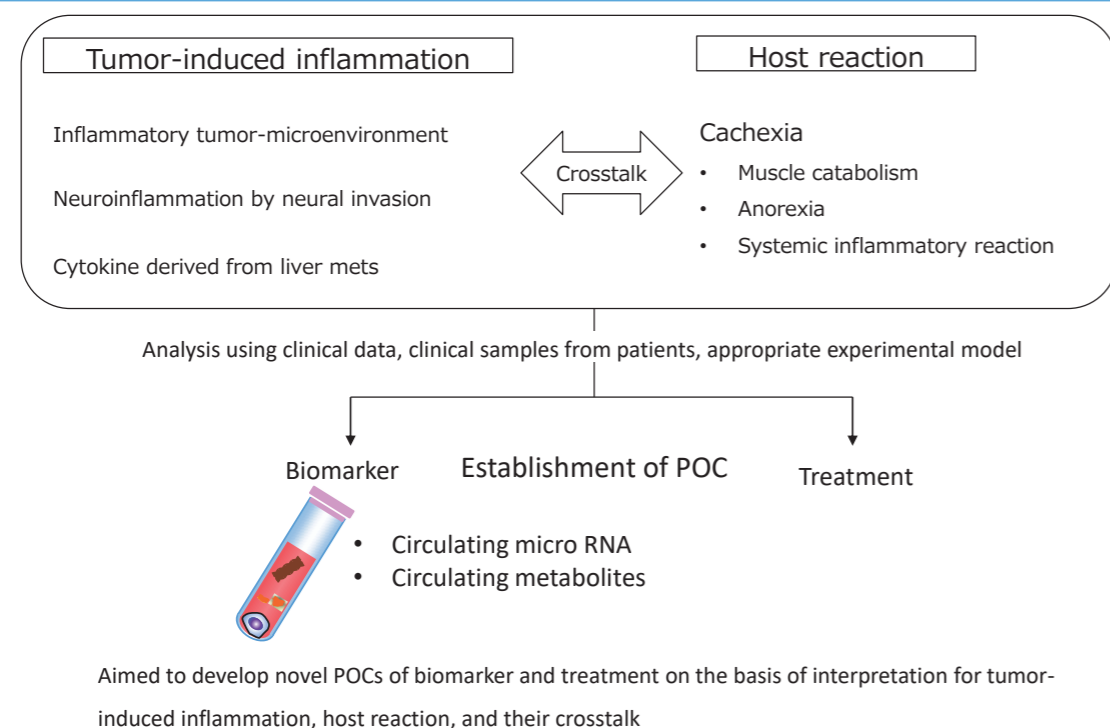 Tumor-induced inflammation
Host reaction
Inflammatory tumor-microenvironment
Neuroinflammation by neural invasion
Cytokine derived from liver mets
Crosstalk
Cachexia
• Muscle catabolism
• Anorexia
• Systemic inflammatory reaction
Analysis using clinical data, clinical samples from patients, appropriate experimental model
Biomarker
Establishment of POC
Treatment
• Circulating micro RNA
• Circulating metabolites
Aimed to develop novel POCs of biomarker and treatment on the basis of interpretation for tumor-
induced inflammation, host reaction, and their crosstalk